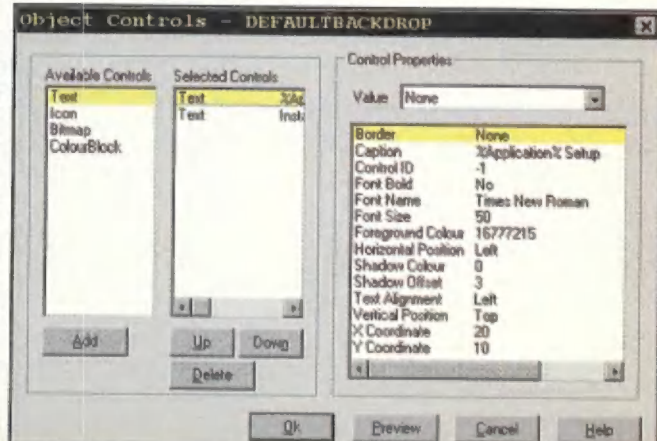 Object Controls - DEFAULTBACKDROP
Available Controls
Text
Icon
Bitmap
ColourBlock
Add
Selected Controls
Text %Ap
Text Insta
Up Down
Delete
Control Properties
Value None
Border None
Caption %Application% Setup
Control ID -1
Font Bold No
Font Name Times New Roman
Font Size 50
Foreground Colour 16777215
Horizontal Position Left
Shadow Colour 0
Shadow Offset 3
Text Alignment Left
Vertical Position Top
X Coordinate 20
Y Coordinate 10
Ok Preview Cancel Help